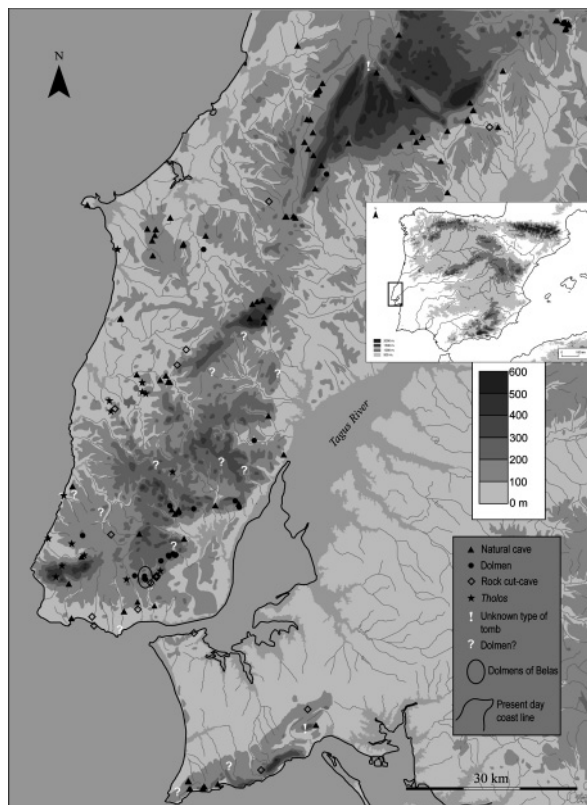 N
Tagus River
600
500
400
300
200
100
0 m
Natural cave
Dolmen
Rock cut-cave
Tholos
! Unknown type of
tomb
? Dolmen?
Dolmens of Belas
Present day
coast line
30 km